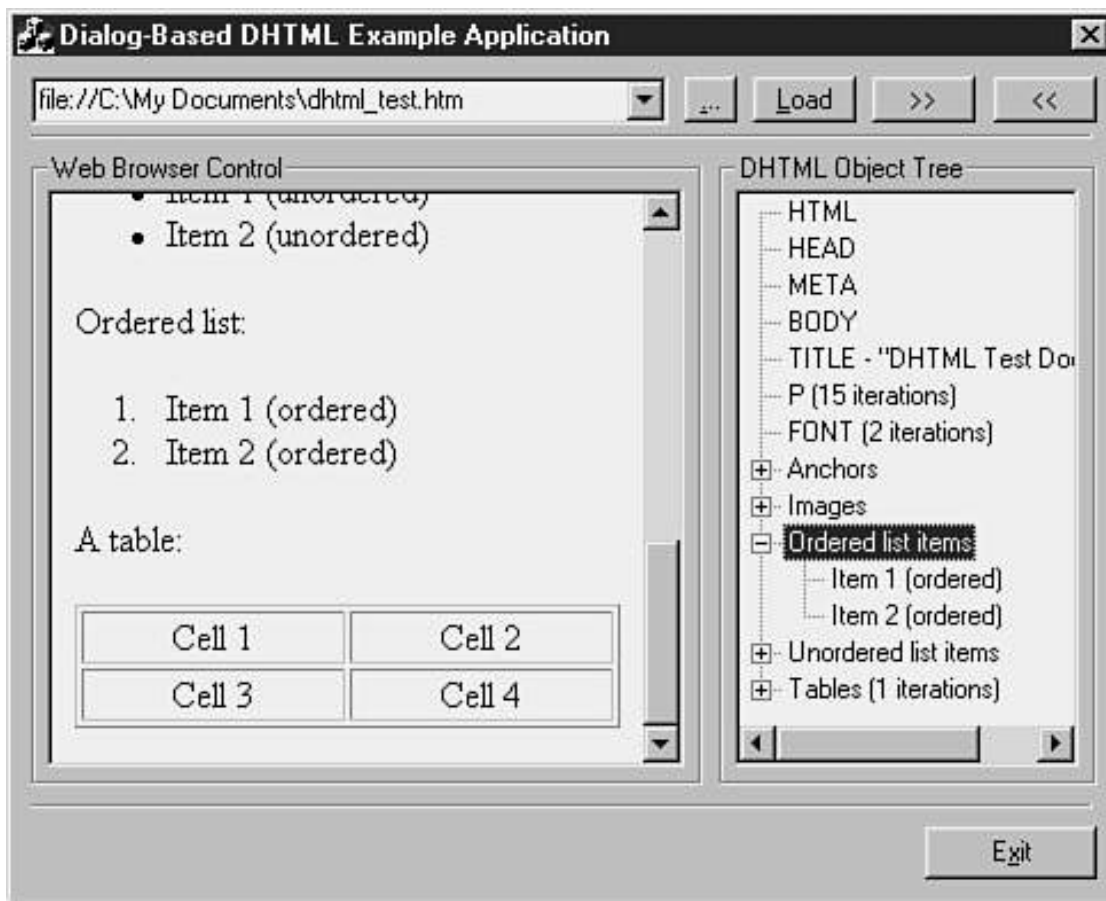 Dialog-Based DHTML Example Application
file://C:\My Documents\dhtml_test.htm
... Load >> <<
Web Browser Control
Item 1 (unordered)
Item 2 (unordered)
Ordered list:
1. Item 1 (ordered)
2. Item 2 (ordered)
A table:
Cell 1 Cell 2
Cell 3 Cell 4
DHTML Object Tree
HTML
HEAD
META
BODY
TITLE - "DHTML Test Do
P (15 iterations)
FONT (2 iterations)
Anchors
Images
Ordered list items
Item 1 (ordered)
Item 2 (ordered)
Unordered list items
Tables (1 iterations)
Exit